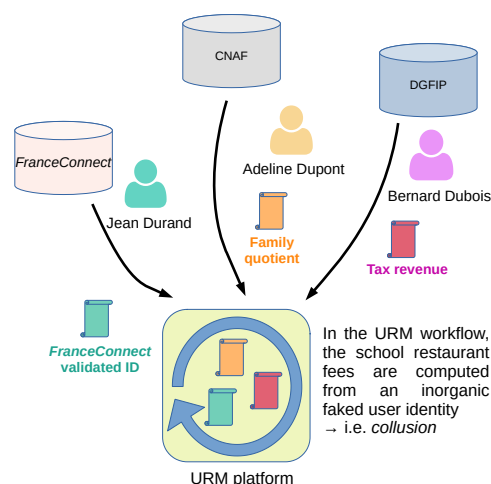 CNAF
DGFIP
FranceConnect
Adeline Dupont
Bernard Dubois
Jean Durand
Family
quotient
Tax revenue
FranceConnect
validated ID
In the URM workflow,
the school restaurant
fees are computed
from an inorganic
faked user identity
→ i.e. collusion
URM platform